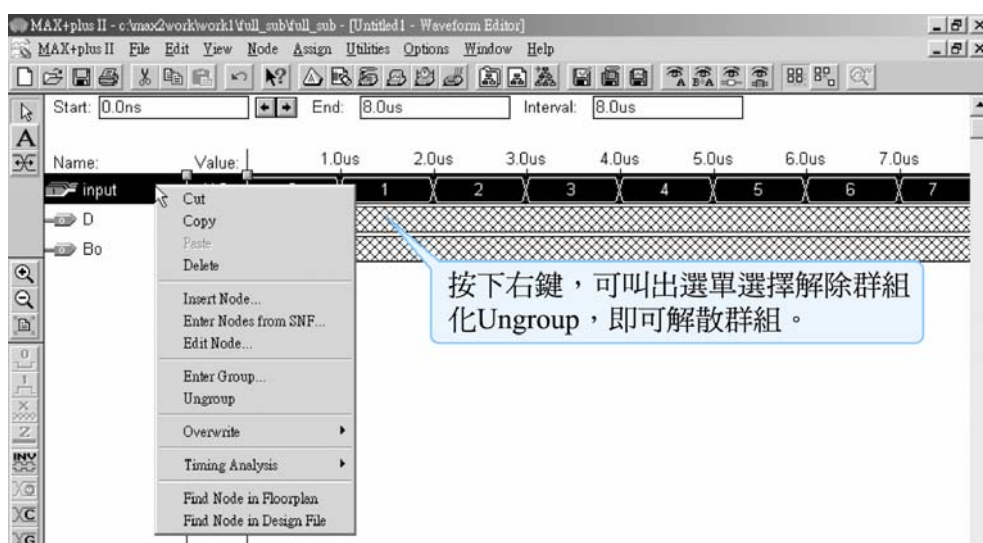 MAX+plus II - c:\max2work\work1\full_sub\full_sub - [Untitled1 - Waveform Editor]
MAX+plus II File Edit View Node Assign Utilities Options Window Help
Start: 0.0ns End: 8.0us Interval: 8.0us
Name: Value: 1.0us 2.0us 3.0us 4.0us 5.0us 6.0us 7.0us
input 1 2 3 4 5 6 7
D
Bo
Cut
Copy
Paste
Delete
Insert Node...
Enter Nodes from SNF...
Edit Node...
Enter Group...
Ungroup
Overwrite
Timing Analysis
Find Node in Floorplan
Find Node in Design File
按下右鍵，可叫出選單選擇解除群組
化Ungroup，即可解散群組。